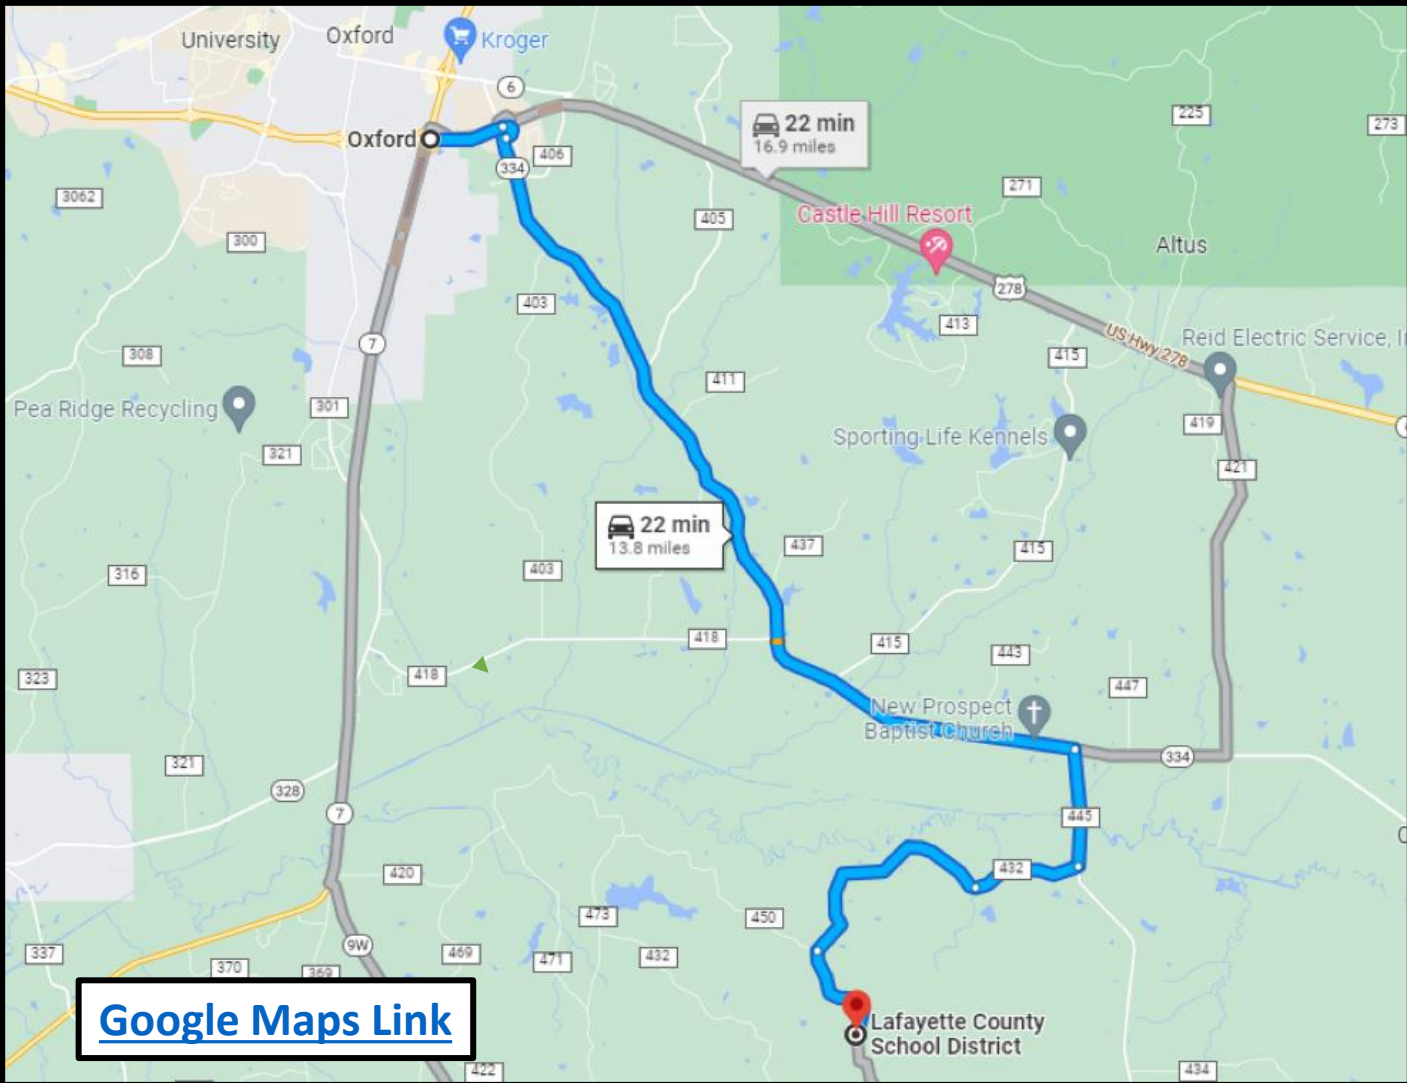 University
Oxford
Kroger
6
225
273
22 min
16.9 miles
Oxford
406
334
271
3062
Castle Hill Resort
405
300
Altus
278
403
413
7
US Hwy 278
Reid Electric Service, I
308
415
411
Pea Ridge Recycling
301
419
Sporting Life Kennels
321
421
22 min
13.8 miles
437
415
403
316
418
415
443
418
323
447
New Prospect
Baptist Church
334
321
328
7
445
432
420
473
450
9W
337
469
471
432
370
369
Google Maps Link
Lafayette County
School District
422
434